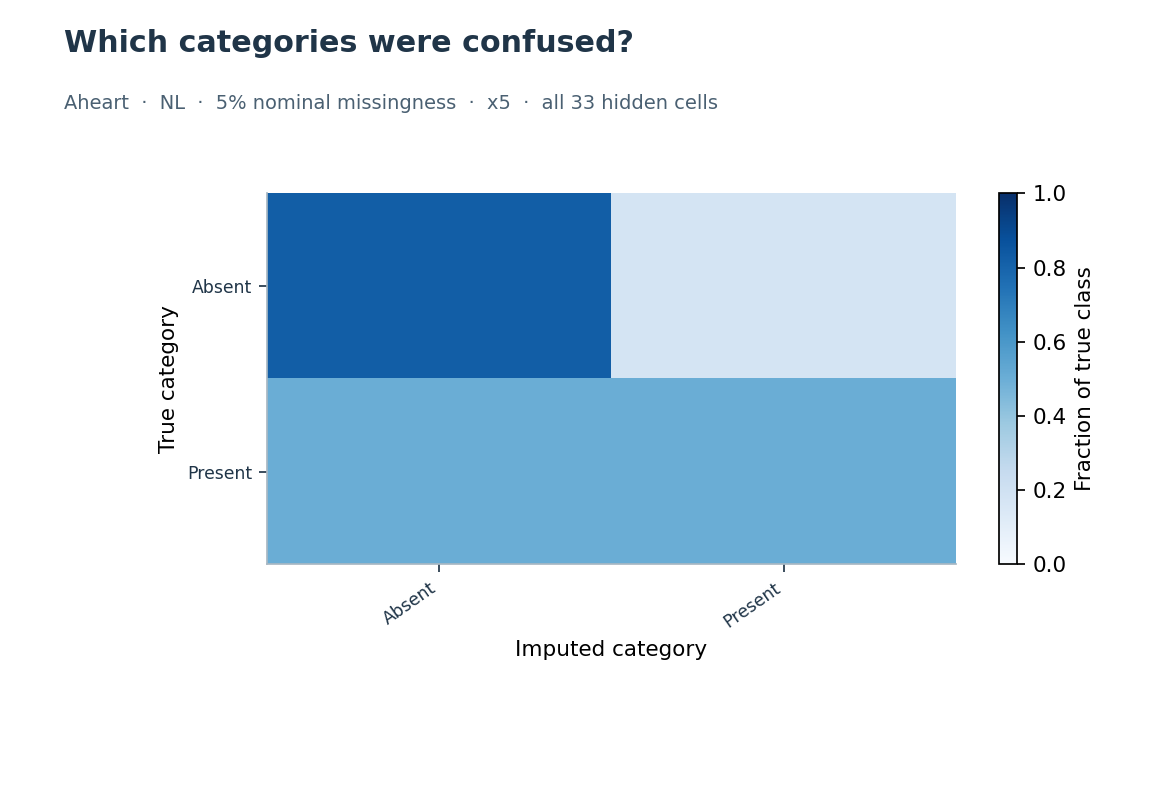 Which categories were confused?
Aheart · NL · 5% nominal missingness · x5 · all 33 hidden cells
True category
Absent
Present
Absent
Present
Imputed category
1.0
0.8
0.6
0.4
0.2
0.0
Fraction of true class